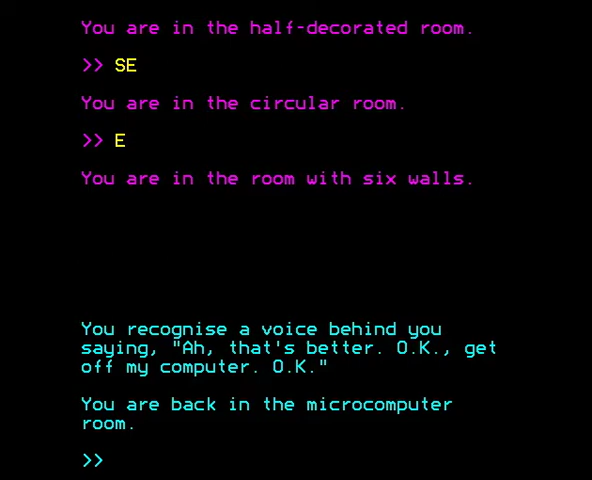 You are in the half-decorated room.
>> SE
You are in the circular room.
>> E
You are in the room with six walls.
You recognise a voice behind you
saying, "Ah, that's better. O.K., get
off my computer. O.K."
You are back in the microcomputer
room.
>>